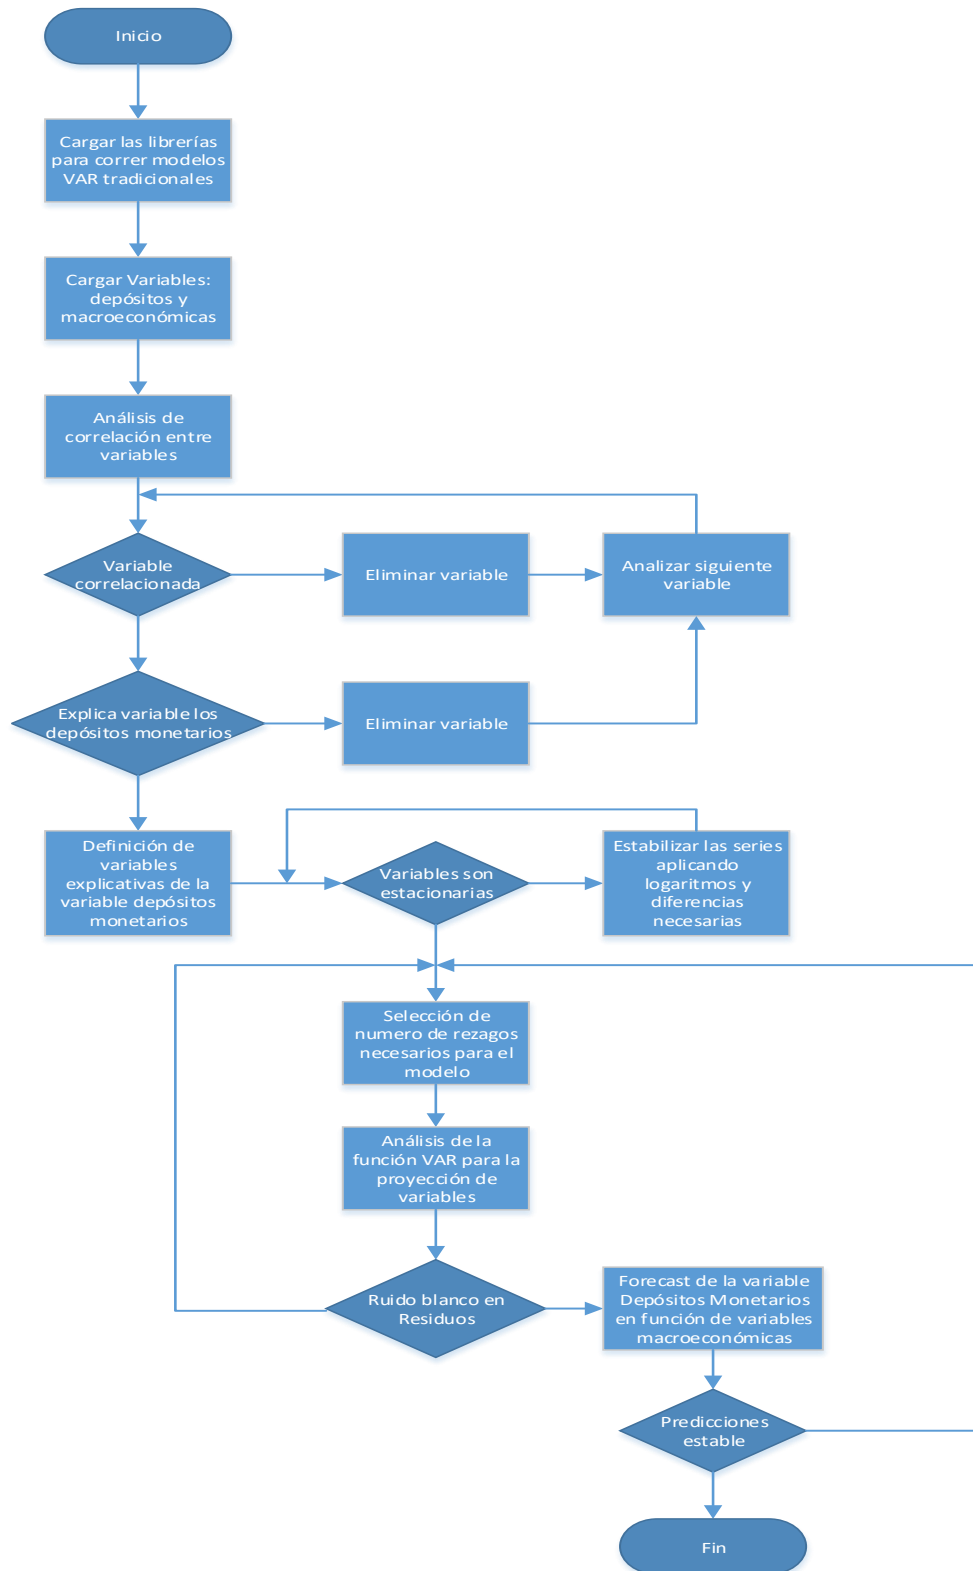 Inicio
Cargar las librerías
para correr modelos
VAR tradicionales
Cargar Variables:
depósitos y
macroeconómicas
Análisis de
correlación entre
variables
Variable
correlacionada
Eliminar variable
Analizar siguiente
variable
Explica variable los
depósitos monetarios
Eliminar variable
Definición de
variables
explicativas de la
variable depósitos
monetarios
Variables son
estacionarias
Estabilizar las series
aplicando
logaritmos y
diferencias
necesarias
Selección de
numero de rezagos
necesarios para el
modelo
Análisis de la
función VAR para la
proyección de
variables
Ruido blanco en
Residuos
Forecast de la variable
Depósitos Monetarios
en función de variables
macroeconómicas
Predicciones
estable
Fin